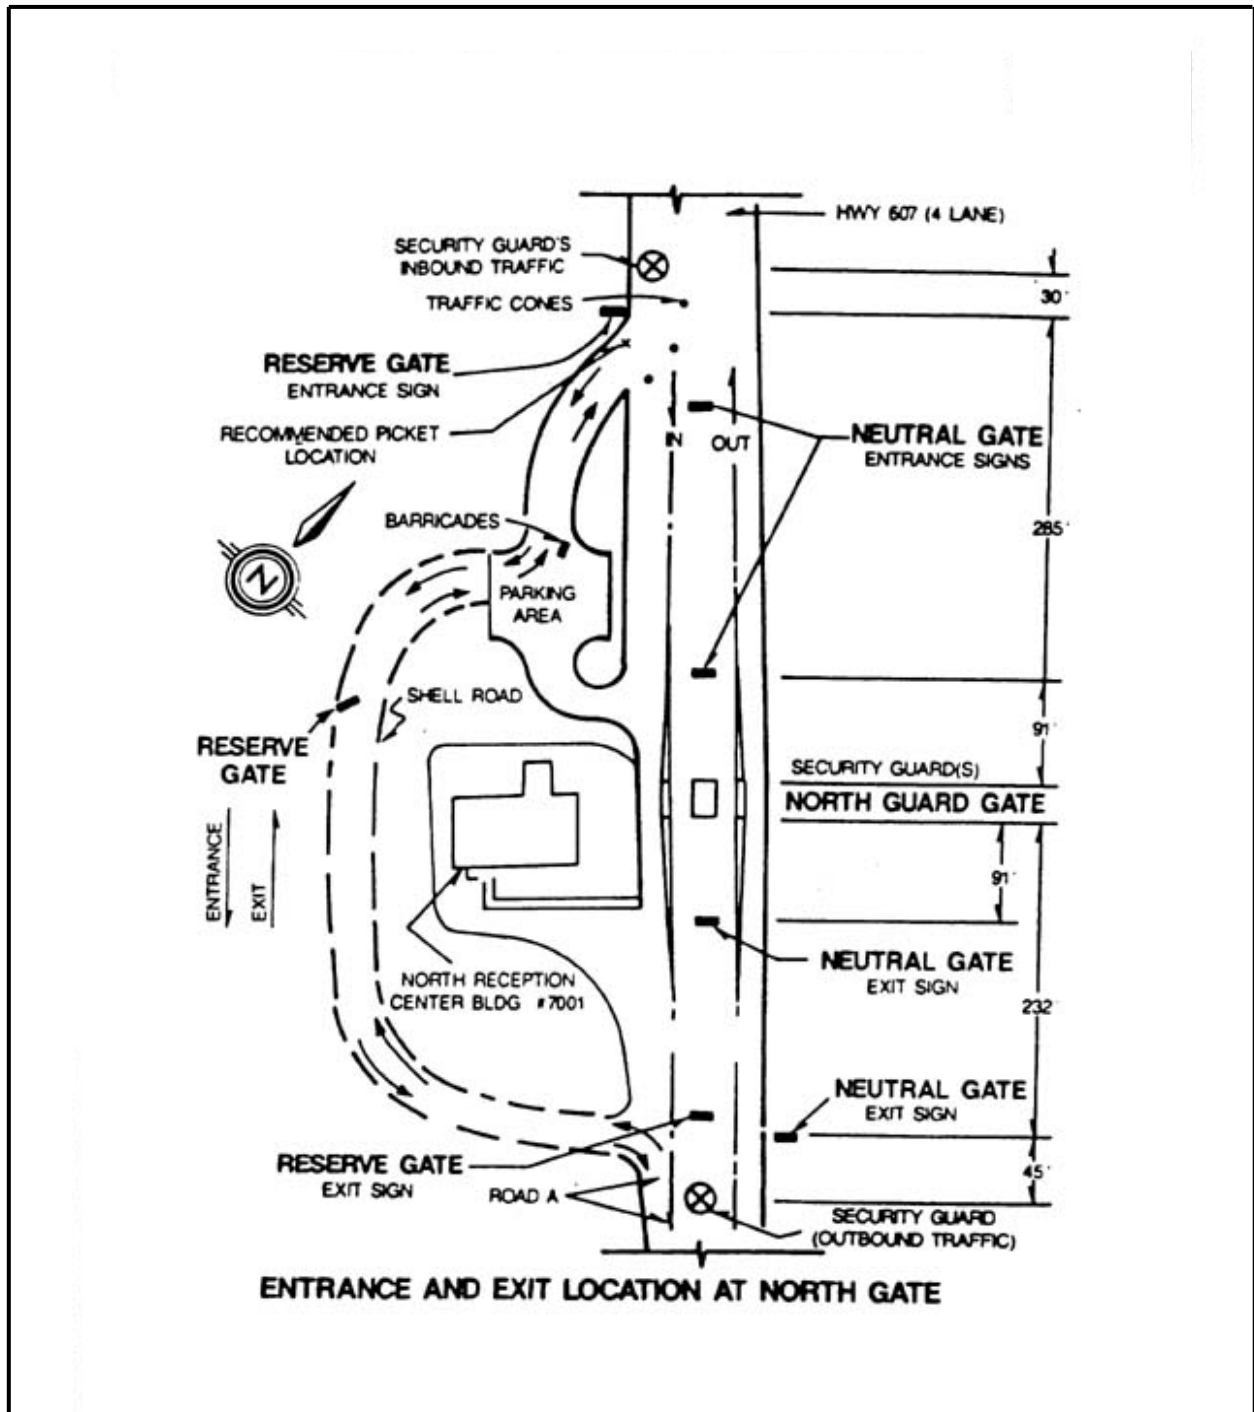 HWY 607 (4 LANE)
SECURITY GUARD'S
INBOUND TRAFFIC
30'
TRAFFIC CONES
RESERVE GATE
ENTRANCE SIGN
RECOMMENDED PICKET
LOCATION
IN
OUT
NEUTRAL GATE
ENTRANCE SIGNS
BARRICADES
285'
N
PARKING
AREA
SHELL ROAD
RESERVE
GATE
91'
SECURITY GUARD(S)
NORTH GUARD GATE
ENTRANCE
EXIT
91'
NEUTRAL GATE
EXIT SIGN
NORTH RECEPTION
CENTER BLDG #7001
232'
NEUTRAL GATE
EXIT SIGN
RESERVE GATE
EXIT SIGN
45'
ROAD A
SECURITY GUARD
(OUTBOUND TRAFFIC)
ENTRANCE AND EXIT LOCATION AT NORTH GATE